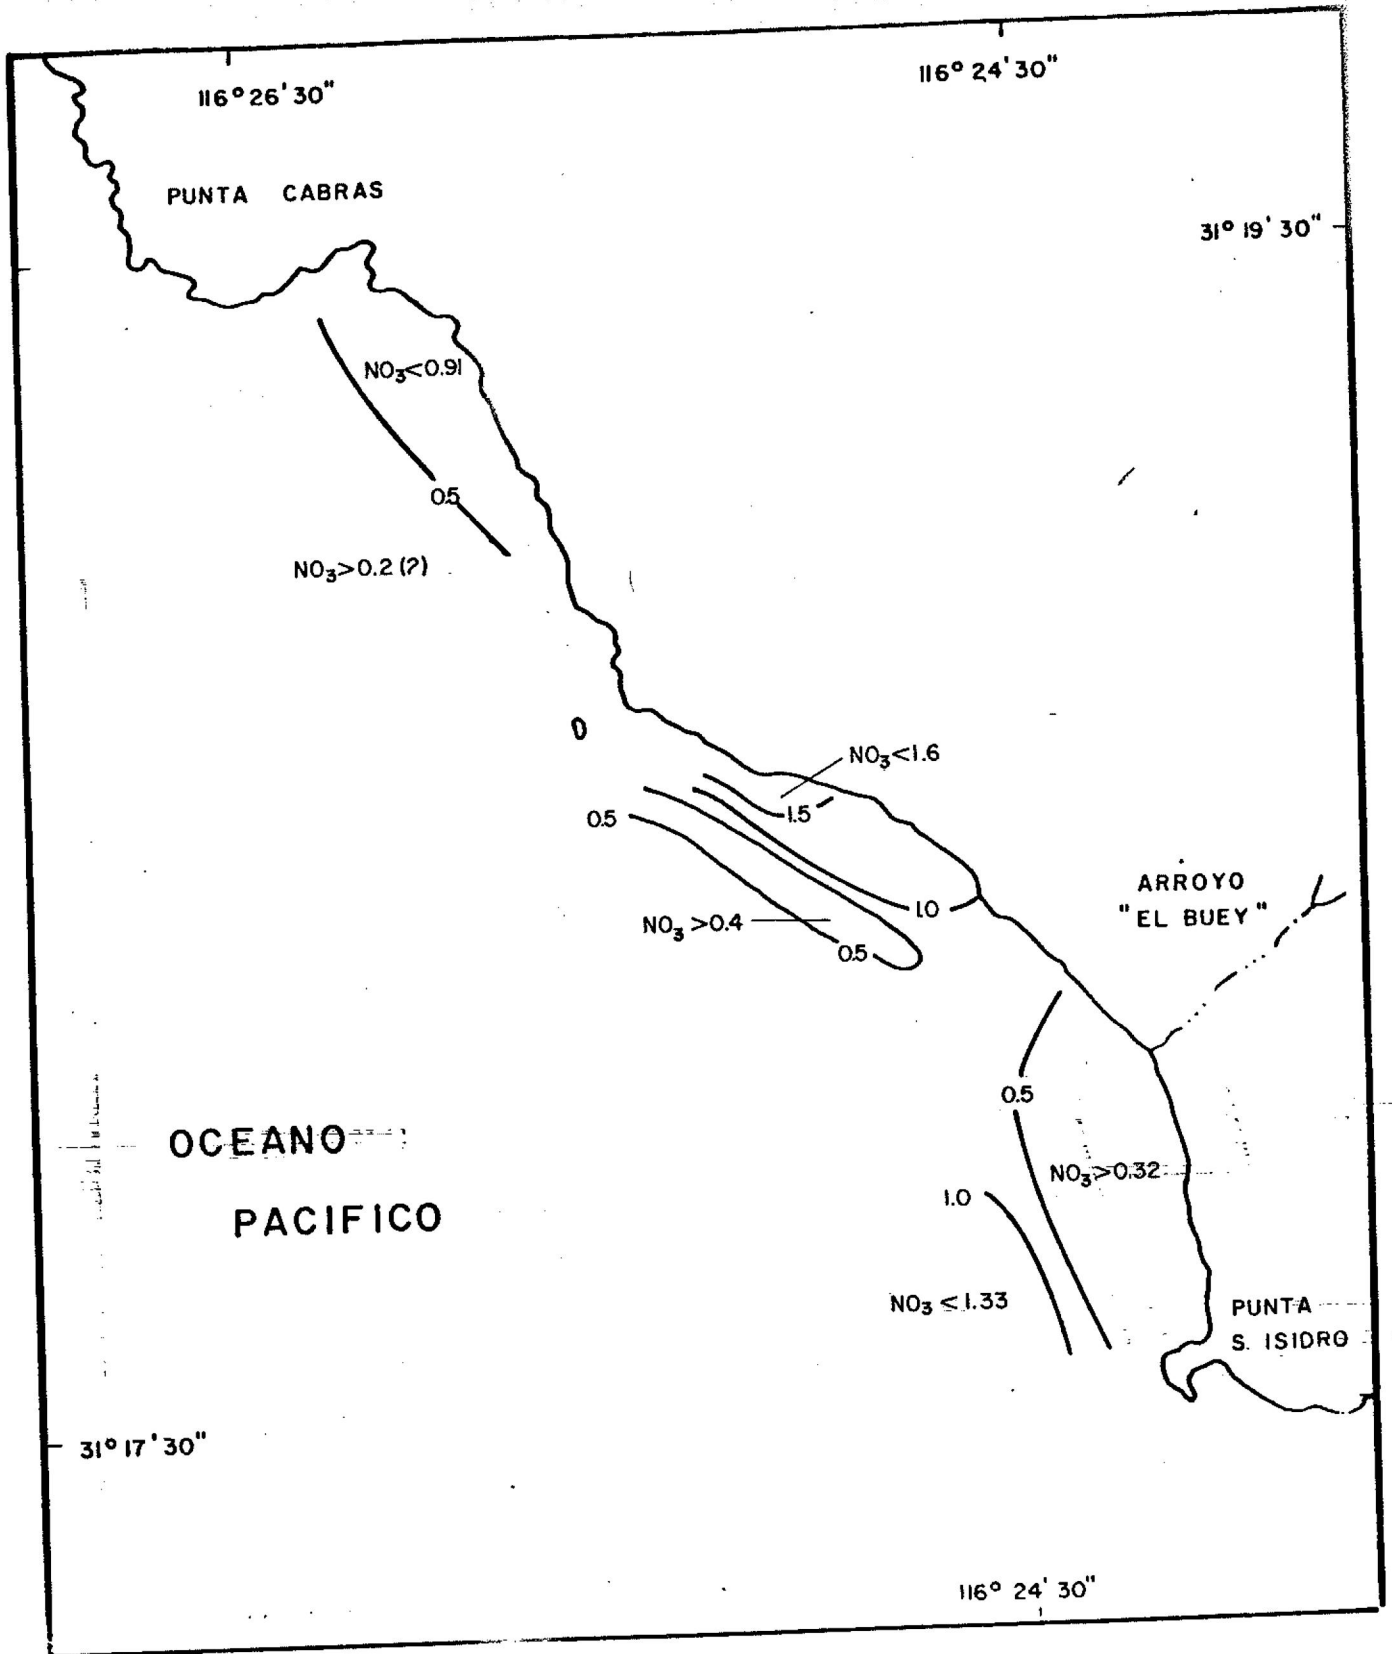 116° 26' 30"
116° 24' 30"
PUNTA CABRAS
31° 19' 30"
NO₃<0.91
0.5
NO₃>0.2 (?)
NO₃<1.6
1.5
0.5
ARROYO
"EL BUEY"
1.0
NO₃ >0.4
0.5
0.5
OCEANO
PACIFICO
NO₃>0.32
1.0
NO₃ ≤1.33
PUNTA
S. ISIDRO
31° 17' 30"
116° 24' 30"